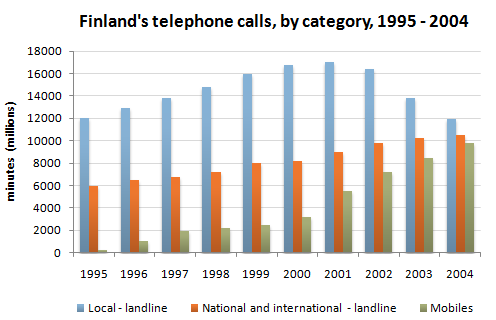 Finland's telephone calls, by category, 1995 - 2004
minutes (millions)
18000
16000
14000
12000
10000
8000
6000
4000
2000
0
1995 1996 1997 1998 1999 2000 2001 2002 2003 2004
Local - landline National and international - landline Mobiles